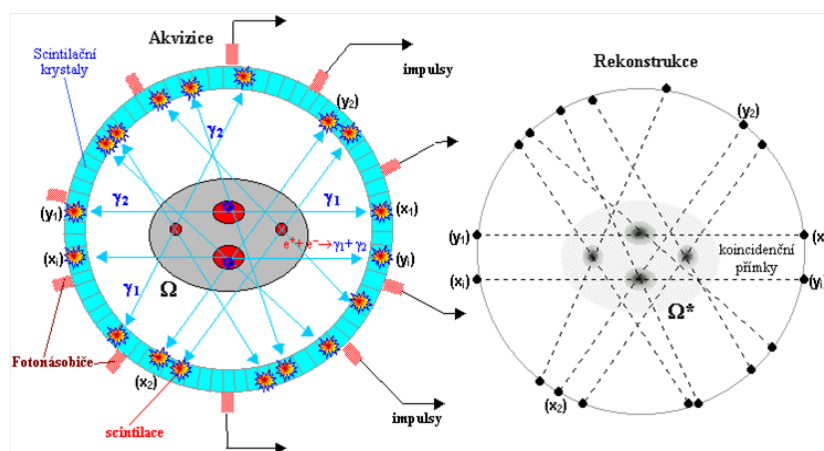 Akvizice
Scintilační
krystaly
impulsy
(y₂)
γ₂
γ₂
γ₁
(y₁)
(x₁)
e⁺+ e⁻→γ₁+ γ₂
(xᵢ)
(yᵢ)
γ₁
Ω
Fotonásobiče
(x₂)
scintilace
impulsy
Rekonstrukce
(y₂)
(y₁)
(x
koincidenční
přímky
(xᵢ)
(yᵢ
Ω*
(x₂)